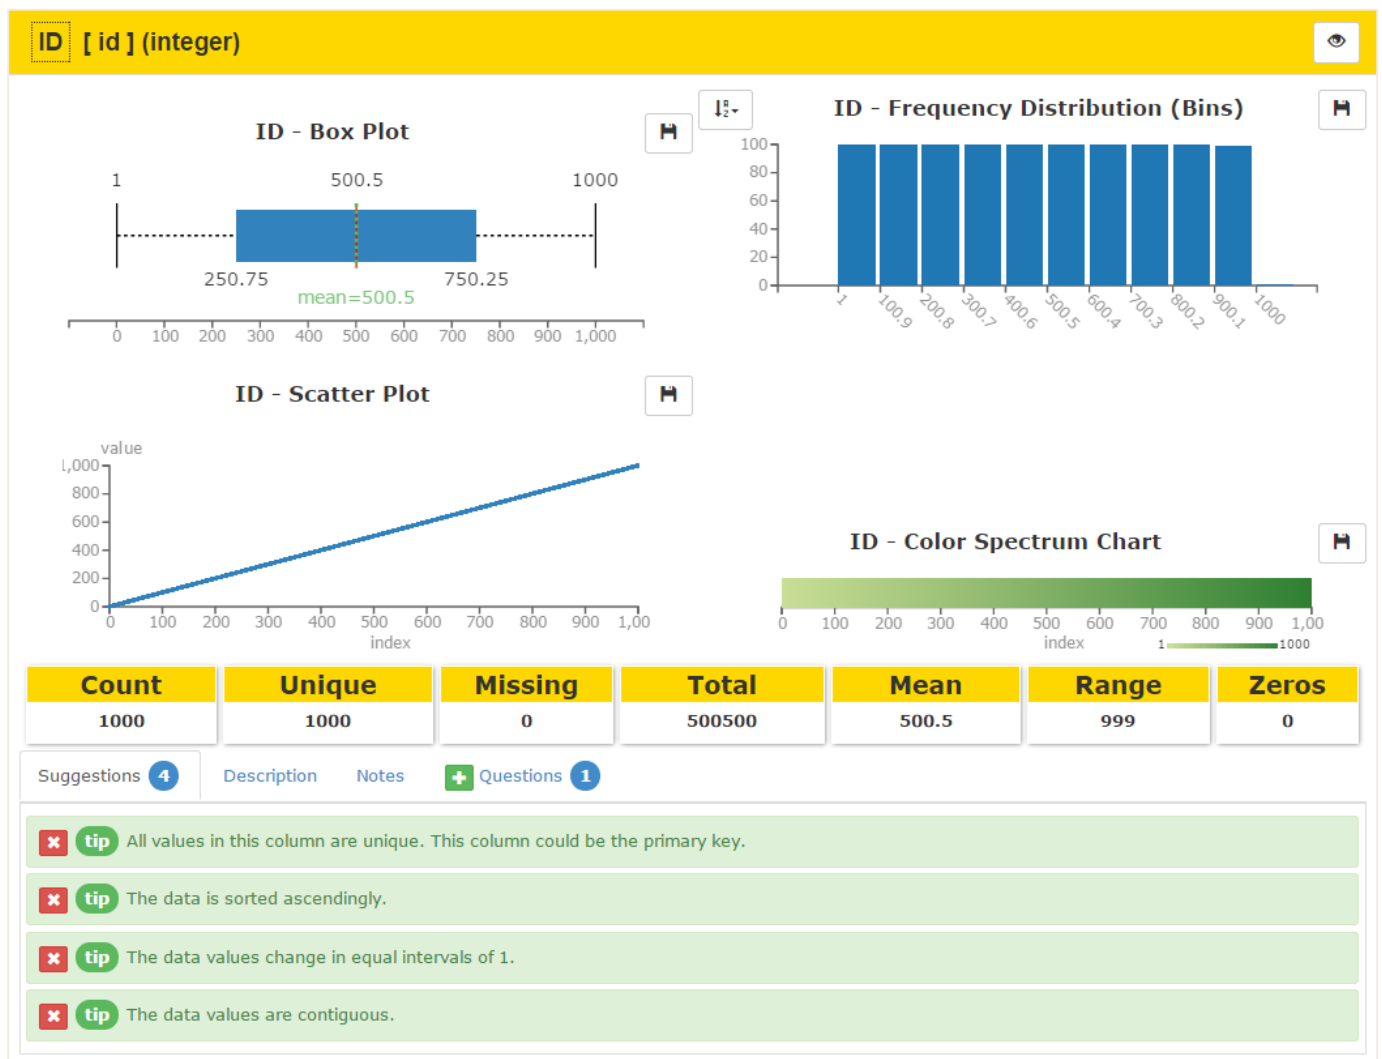 ID [ id ] (integer)
ID - Box Plot
1 500.5 1000
250.75 750.25
mean=500.5
0 100 200 300 400 500 600 700 800 900 1,000
ID - Frequency Distribution (Bins)
100
80
60
40
20
0
1 100.9 200.8 300.7 400.6 500.5 600.4 700.3 800.2 900.1 1000
ID - Scatter Plot
value
1,000
800
600
400
200
0
0 100 200 300 400 500 600 700 800 900 1,00
index
ID - Color Spectrum Chart
0 100 200 300 400 500 600 700 800 900 1,00
index
1 1000
Count Unique Missing Total Mean Range Zeros
1000 1000 0 500500 500.5 999 0
Suggestions 4 Description Notes Questions 1
tip All values in this column are unique. This column could be the primary key.
tip The data is sorted ascendingly.
tip The data values change in equal intervals of 1.
tip The data values are contiguous.